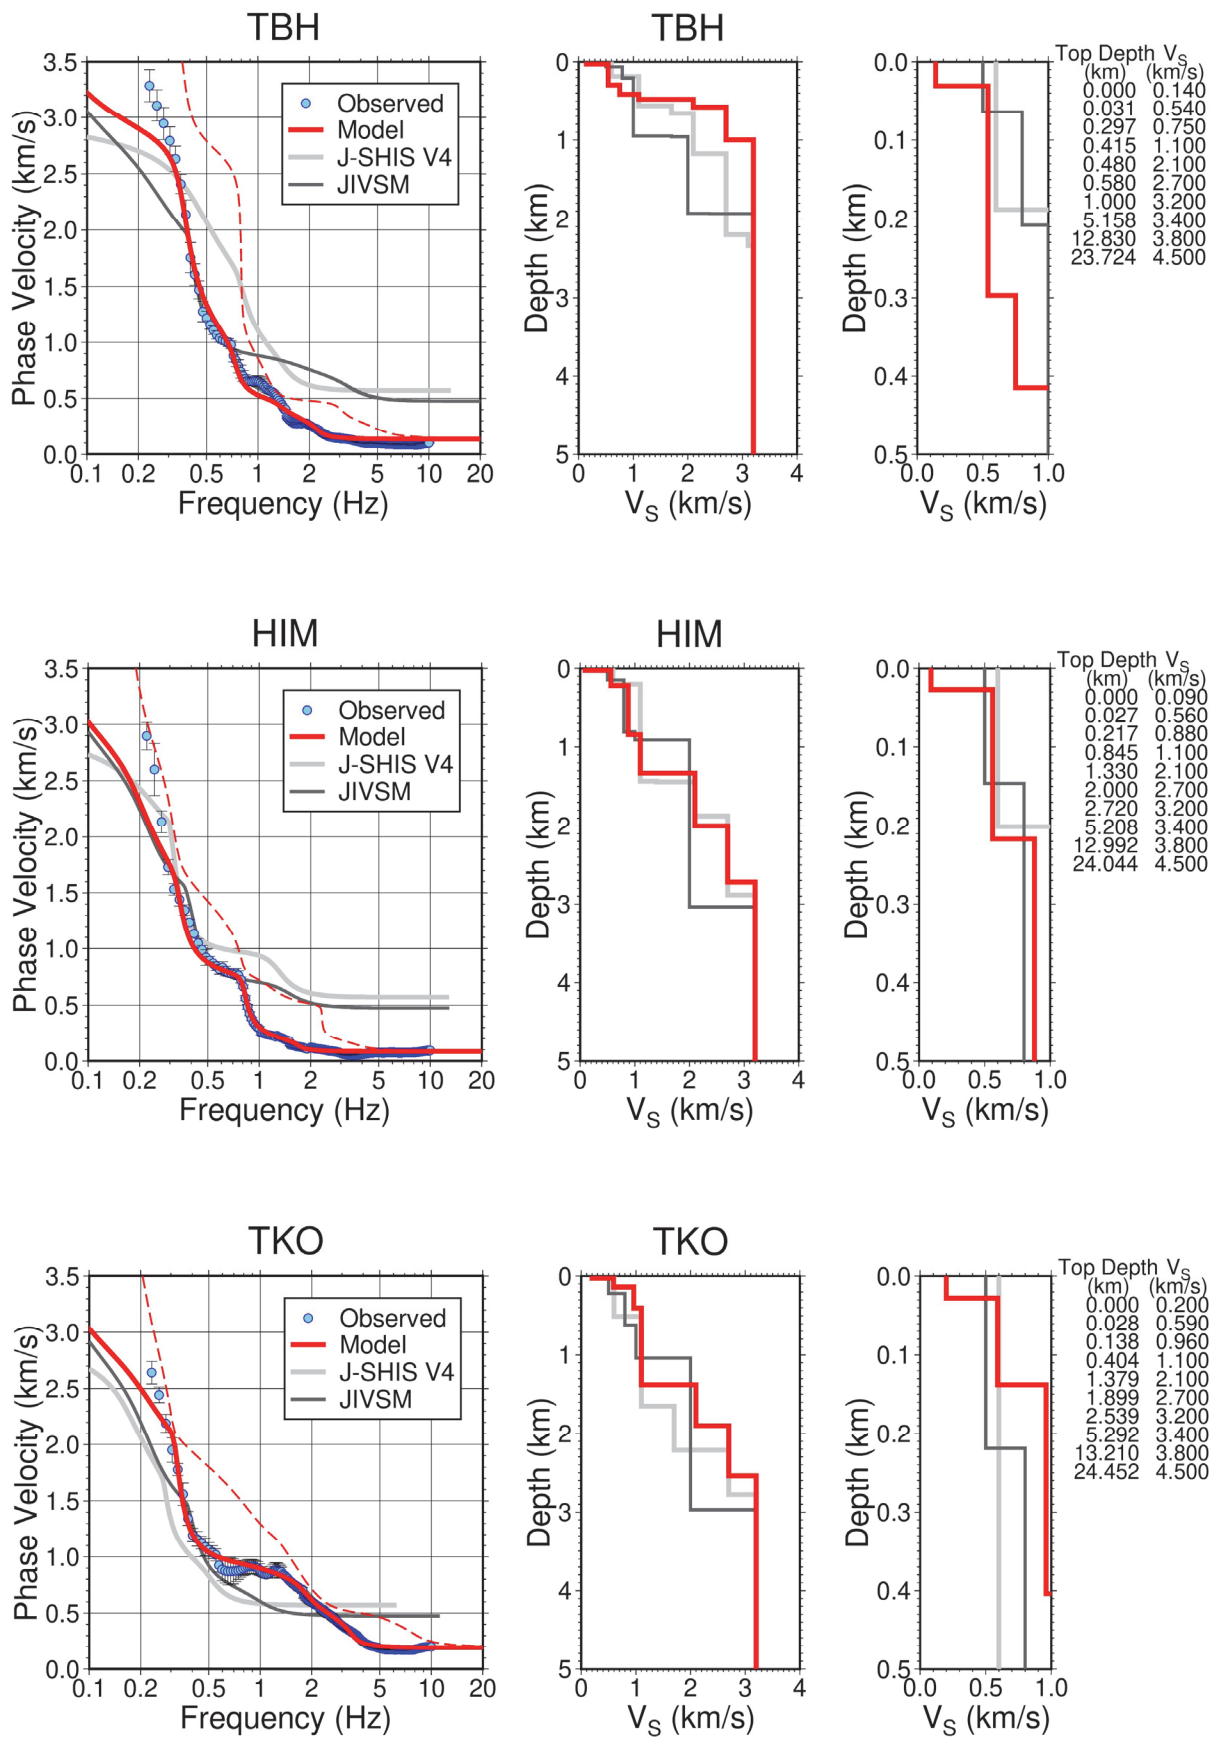 TBH
3.5
3.0
2.5
2.0
1.5
1.0
0.5
0.0
Phase Velocity (km/s)
Observed
Model
J-SHIS V4
JIVSM
0.1 0.2 0.5 1 2 5 10 20
Frequency (Hz)
TBH
0
1
2
3
4
5
Depth (km)
0 1 2 3 4
VS (km/s)
0.0
0.1
0.2
0.3
0.4
0.5
Depth (km)
0.0 0.5 1.0
VS (km/s)
Top Depth VS
(km) (km/s)
0.000 0.140
0.031 0.540
0.297 0.750
0.415 1.100
0.480 2.100
0.580 2.700
1.000 3.200
5.158 3.400
12.830 3.800
23.724 4.500
HIM
3.5
3.0
2.5
2.0
1.5
1.0
0.5
0.0
Phase Velocity (km/s)
Observed
Model
J-SHIS V4
JIVSM
0.1 0.2 0.5 1 2 5 10 20
Frequency (Hz)
HIM
0
1
2
3
4
5
Depth (km)
0 1 2 3 4
VS (km/s)
0.0
0.1
0.2
0.3
0.4
0.5
Depth (km)
0.0 0.5 1.0
VS (km/s)
Top Depth VS
(km) (km/s)
0.000 0.090
0.027 0.560
0.217 0.880
0.845 1.100
1.330 2.100
2.000 2.700
2.720 3.200
5.208 3.400
12.992 3.800
24.044 4.500
TKO
3.5
3.0
2.5
2.0
1.5
1.0
0.5
0.0
Phase Velocity (km/s)
Observed
Model
J-SHIS V4
JIVSM
0.1 0.2 0.5 1 2 5 10 20
Frequency (Hz)
TKO
0
1
2
3
4
5
Depth (km)
0 1 2 3 4
VS (km/s)
0.0
0.1
0.2
0.3
0.4
0.5
Depth (km)
0.0 0.5 1.0
VS (km/s)
Top Depth VS
(km) (km/s)
0.000 0.200
0.028 0.590
0.138 0.960
0.404 1.100
1.379 2.100
1.899 2.700
2.539 3.200
5.292 3.400
13.210 3.800
24.452 4.500